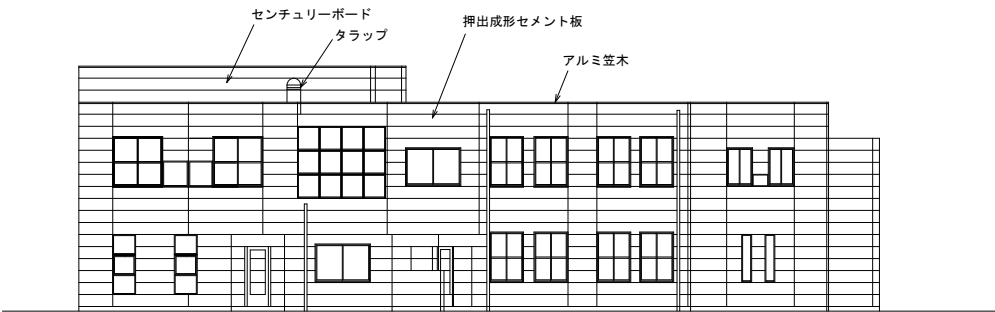 センチュリーボード
タラップ
押出成形セメント板
アルミ笠木